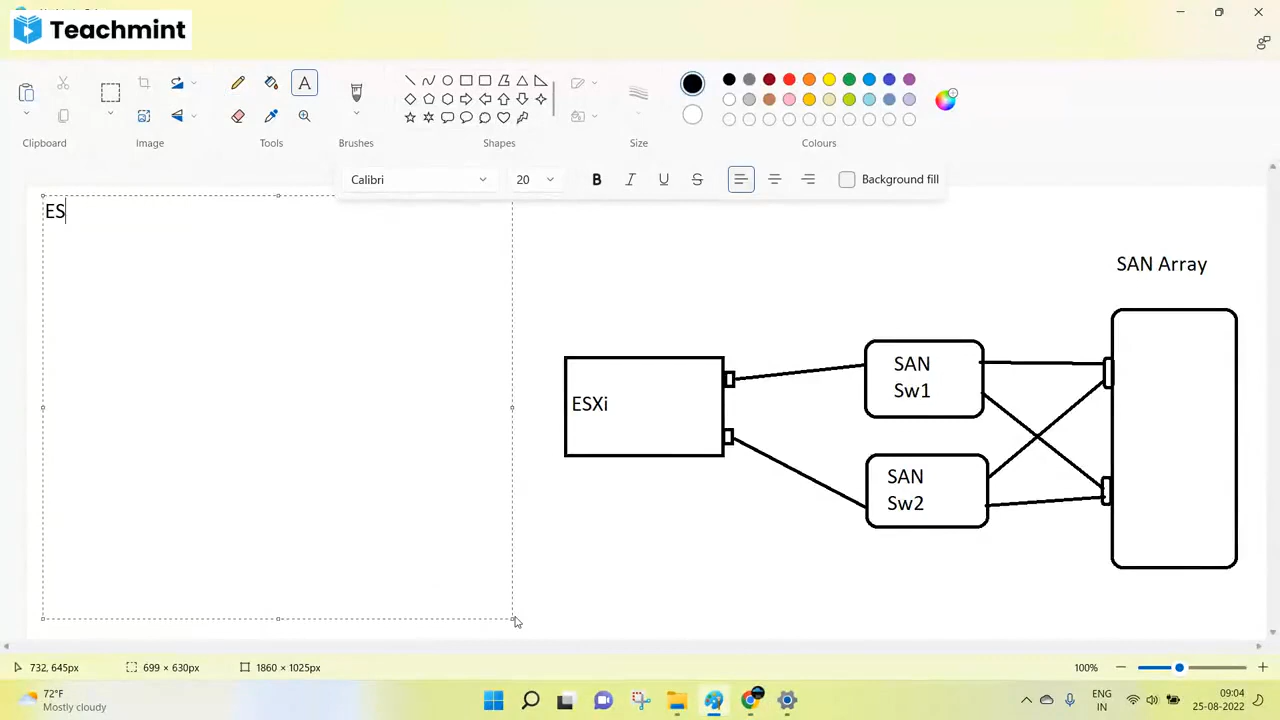 Teachmint
Clipboard
Image
Tools
Brushes
Shapes
Size
Colours
Calibri
20
B
I
U
S
Background fill
ES
SAN Array
ESXi
SAN
Sw1
SAN
Sw2
732, 645px
699 × 630px
1860 × 1025px
100%
72°F
Mostly cloudy
ENG
IN
09:04
25-08-2022